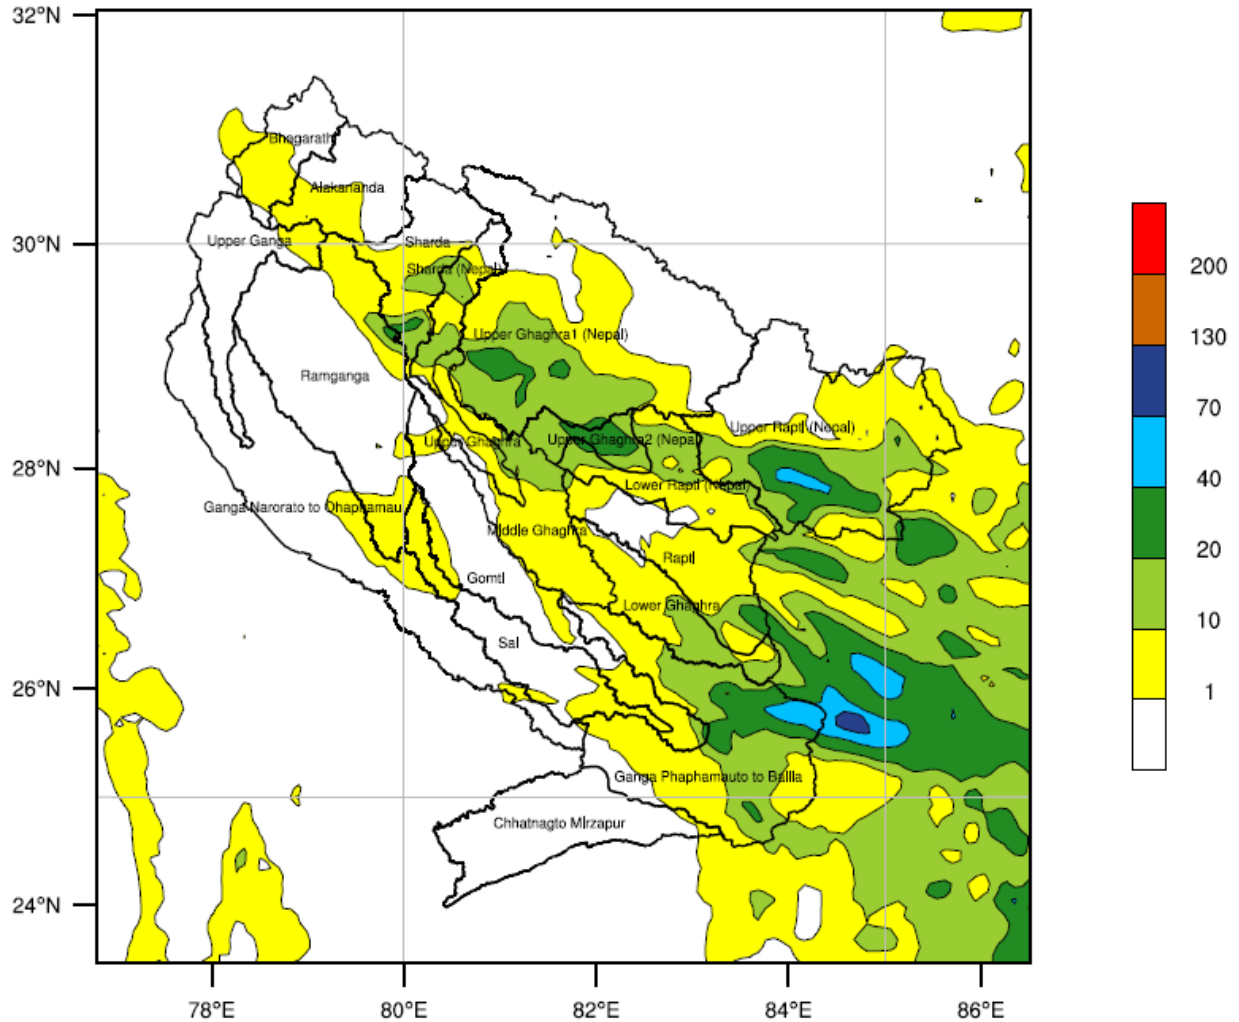 32°N
Bhagarath
Alakananda
Upper Ganga
30°N
Sharda
Sharda (Nepal)
200
Upper Ghaghra1 (Nepal)
130
Ramganga
70
Upper Rapti (Nepal)
Upper Ghaghra
Upper Ghaghra2 (Nepal)
28°N
40
Lower Rapti (Nepal)
Ganga Narorato to Dhaphamau
Middle Ghaghra
20
Rapti
Gomti
Lower Ghaghra
10
Sai
26°N
1
Ganga Phaphamauto to Ballia
Chhatnagto Mirzapur
24°N
78°E
80°E
82°E
84°E
86°E